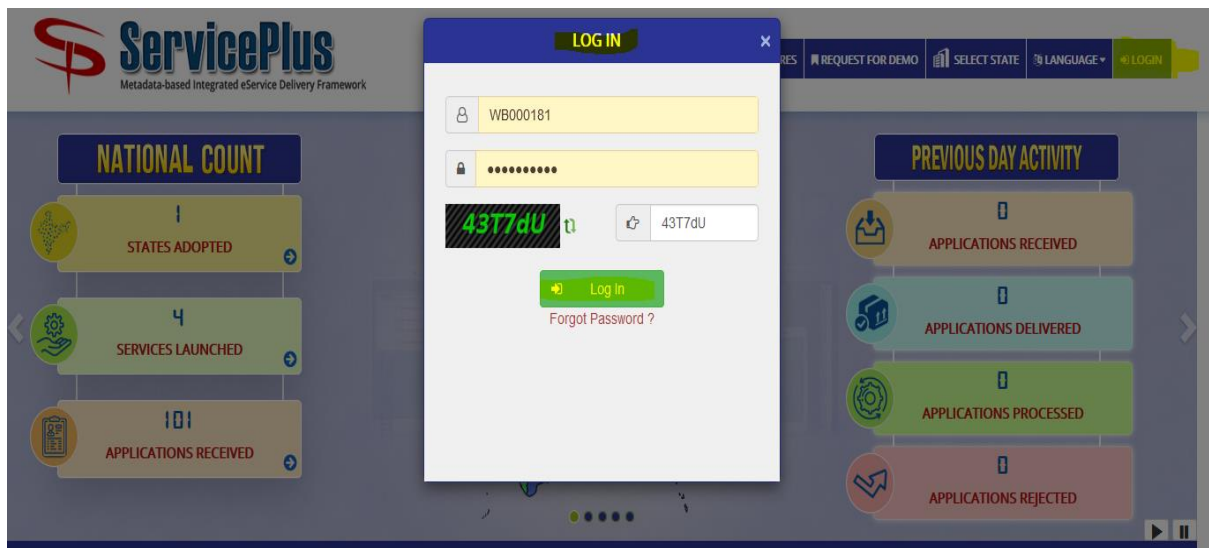 ServicePlus
Metadata-based Integrated eService Delivery Framework
RES
REQUEST FOR DEMO
SELECT STATE
LANGUAGE
LOGIN
LOG IN
×
WB000181
••••••••••
43T7dU
43T7dU
Log In
Forgot Password ?
NATIONAL COUNT
1
STATES ADOPTED
4
SERVICES LAUNCHED
101
APPLICATIONS RECEIVED
PREVIOUS DAY ACTIVITY
0
APPLICATIONS RECEIVED
0
APPLICATIONS DELIVERED
0
APPLICATIONS PROCESSED
0
APPLICATIONS REJECTED